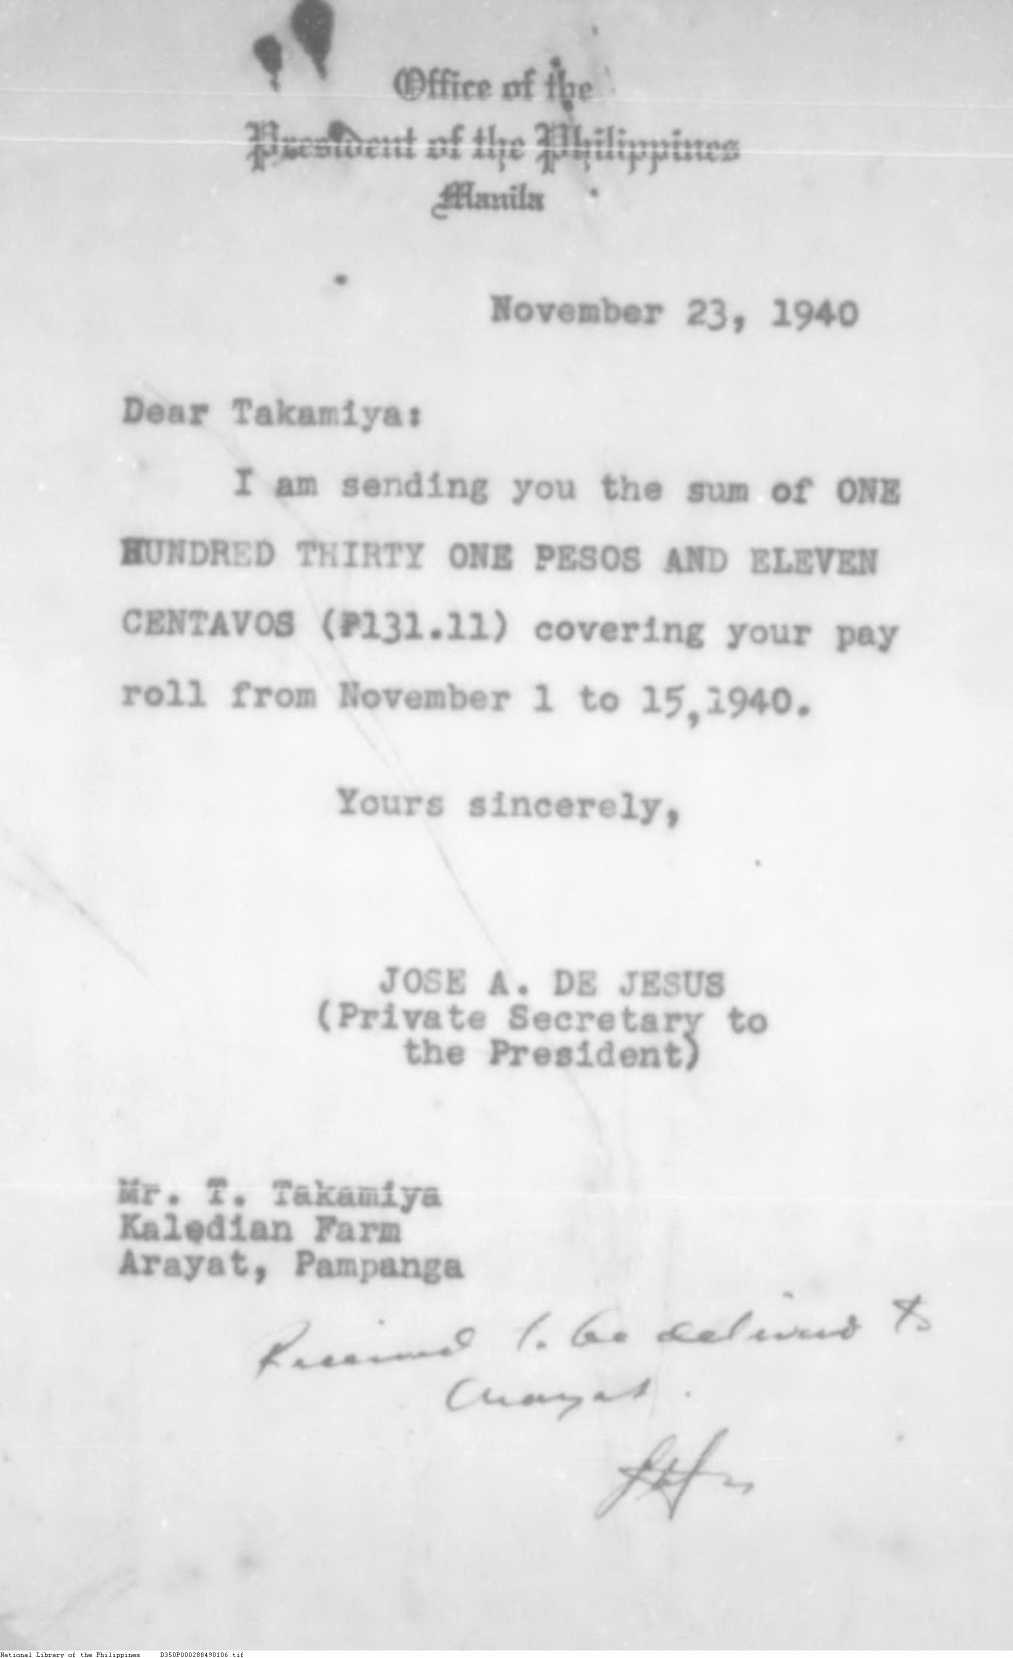 Office of the
President of the Philippines
Manila
November 23, 1940
Dear Takamiya:
I am sending you the sum of ONE
HUNDRED THIRTY ONE PESOS AND ELEVEN
CENTAVOS (₱131.11) covering your pay
roll from November 1 to 15,1940.
Yours sincerely,
JOSE A. DE JESUS
(Private Secretary to
the President)
Mr. T. Takamiya
Kaledian Farm
Arayat, Pampanga
Received to be delivered to
Arayat.
National Library of the Philippines D350P000280490106.tif